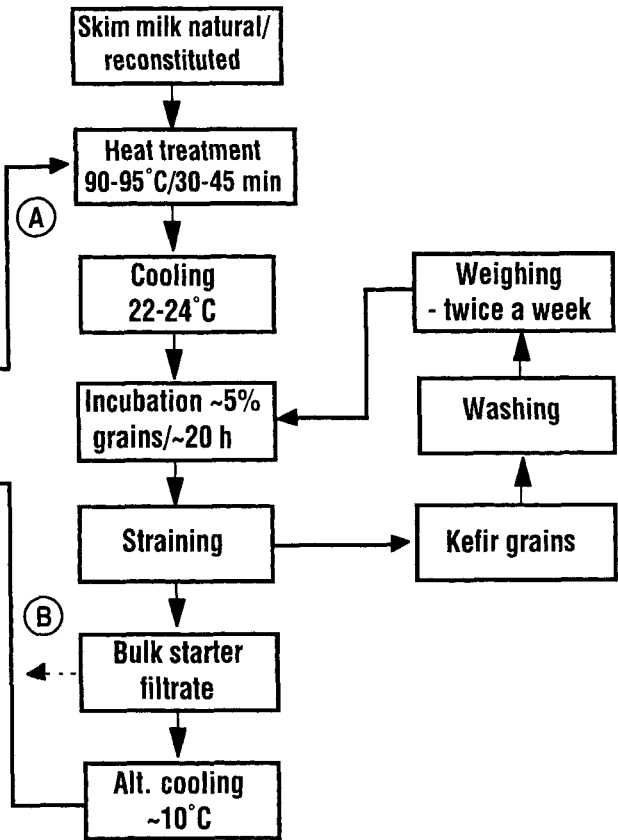 Skim milk natural/
reconstituted
Heat treatment
90-95°C/30-45 min
A
Cooling
22-24°C
Weighing
- twice a week
Incubation ~5%
grains/~20 h
Washing
Straining
Kefir grains
B
Bulk starter
filtrate
Alt. cooling
~10°C